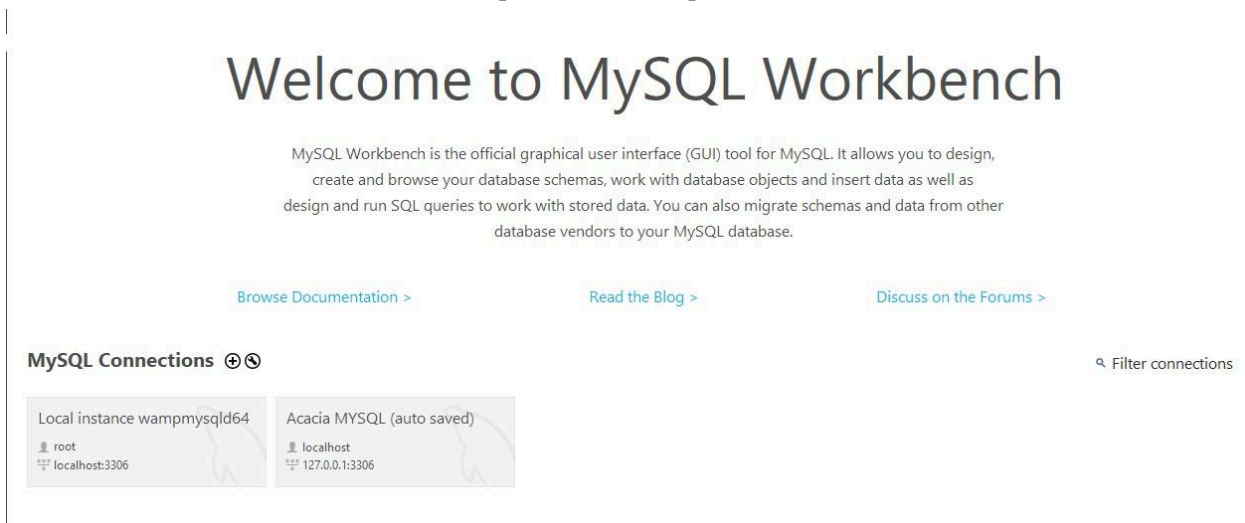 Welcome to MySQL Workbench
MySQL Workbench is the official graphical user interface (GUI) tool for MySQL. It allows you to design,
create and browse your database schemas, work with database objects and insert data as well as
design and run SQL queries to work with stored data. You can also migrate schemas and data from other
database vendors to your MySQL database.
Browse Documentation >
Read the Blog >
Discuss on the Forums >
MySQL Connections
Filter connections
Local instance wampmysqld64
root
localhost:3306
Acacia MYSQL (auto saved)
localhost
127.0.0.1:3306